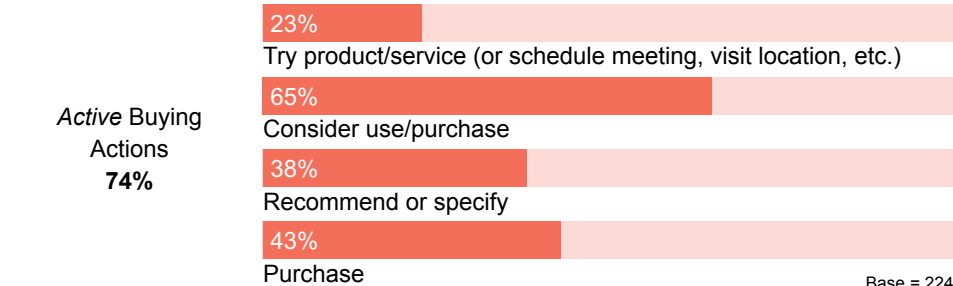 23%
Try product/service (or schedule meeting, visit location, etc.)
65%
Consider use/purchase
Active Buying
Actions
74%
38%
Recommend or specify
43%
Purchase
Base = 224